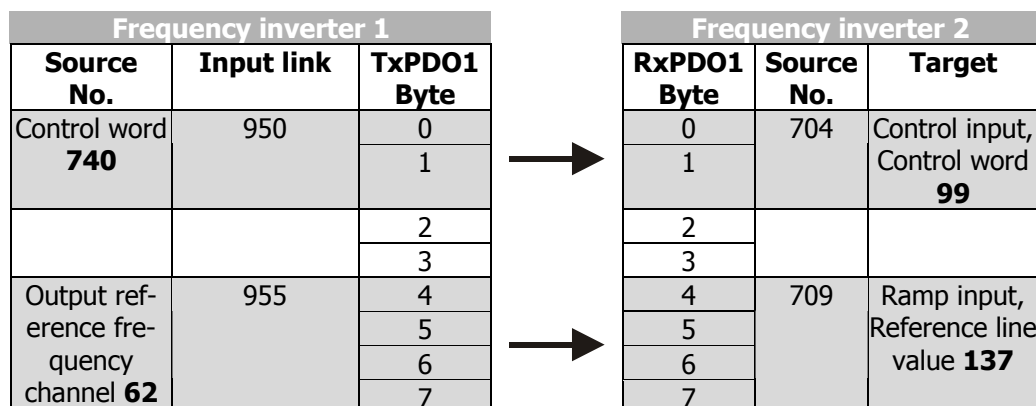 Frequency inverter 1
Source No. Input link TxPDO1 Byte
Control word 740 950 0
1
2
3
Output ref-
erence fre-
quency
channel 62
955 4
5
6
7
Frequency inverter 2
RxPDO1 Byte Source No. Target
0 704 Control input,
1 Control word
99
2
3
4 709 Ramp input,
5 Reference line
6 value 137
7